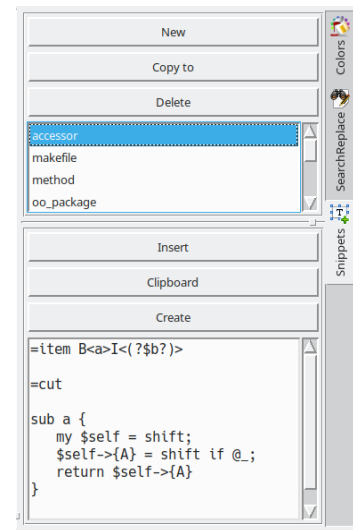 New
Copy to
Delete
accessor
makefile
method
oo_package
Insert
Clipboard
Create
=item B<a>I<(?$b?)>
=cut
sub a {
my $self = shift;
$self->{A} = shift if @_;
return $self->{A}
}
Colors
SearchReplace
T
Snippets